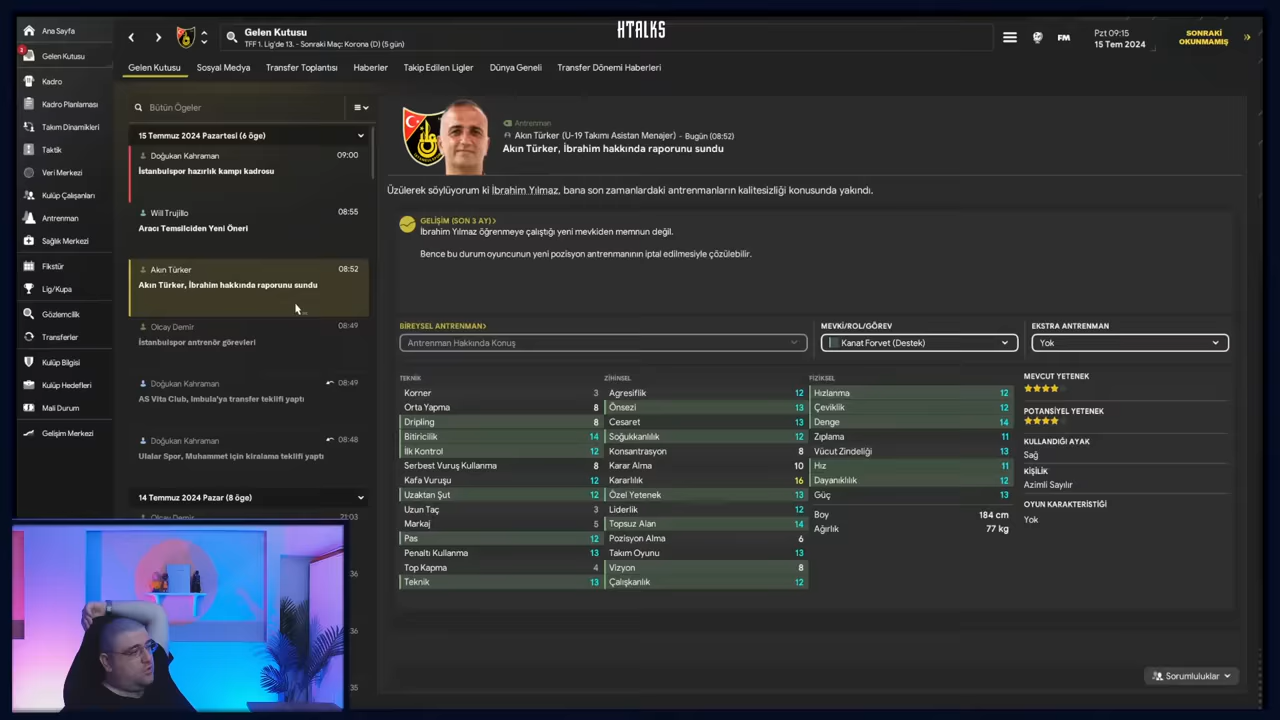 HTALKS
Ana Sayfa
Gelen Kutusu
Kadro
Kadro Planlaması
Takım Dinamikleri
Taktik
Veri Merkezi
Kulüp Çalışanları
Antrenman
Sağlık Merkezi
Fikstür
Lig/Kupa
Gözlemcilik
Transferler
Kulüp Bilgisi
Kulüp Hedefleri
Mali Durum
Gelişim Merkezi
Gelen Kutusu
TFF 1. Lig'de 13. - Sonraki Maç: Korona (D) (5 gün)
FM
Pzt 09:15
15 Tem 2024
SONRAKİ
OKUNMAMIŞ
Gelen Kutusu Sosyal Medya Transfer Toplantısı Haberler Takip Edilen Ligler Dünya Geneli Transfer Dönemi Haberleri
Bütün Ögeler
15 Temmuz 2024 Pazartesi (6 öge)
Doğukan Kahraman 09:00
İstanbulspor hazırlık kampı kadrosu
Will Trujillo 08:55
Aracı Temsilciden Yeni Öneri
Akın Türker 08:52
Akın Türker, İbrahim hakkında raporunu sundu
Olcay Demir 08:49
İstanbulspor antrenör görevleri
Doğukan Kahraman 08:49
AS Vita Club, Imbula'ya transfer teklifi yaptı
Doğukan Kahraman 08:48
Ulalar Spor, Muhammet için kiralama teklifi yaptı
14 Temmuz 2024 Pazar (8 öge)
Olcay Demir 21:03
36
36
35
Antrenman
Akın Türker (U-19 Takımı Asistan Menajer) - Bugün (08:52)
Akın Türker, İbrahim hakkında raporunu sundu
Üzülerek söylüyorum ki İbrahim Yılmaz, bana son zamanlardaki antrenmanların kalitesizliği konusunda yakındı.
GELİŞİM (SON 3 AY)>
İbrahim Yılmaz öğrenmeye çalıştığı yeni mevkiden memnun değil.
Bence bu durum oyuncunun yeni pozisyon antrenmanının iptal edilmesiyle çözülebilir.
BİREYSEL ANTRENMAN>
Antrenman Hakkında Konuş
MEVKİ/ROL/GÖREV
Kanat Forvet (Destek)
EKSTRA ANTRENMAN
Yok
TEKNİK
Korner 3
Orta Yapma 8
Dripling 8
Bitiricilik 14
İlk Kontrol 12
Serbest Vuruş Kullanma 8
Kafa Vuruşu 12
Uzaktan Şut 12
Uzun Taç 3
Markaj 5
Pas 12
Penaltı Kullanma 13
Top Kapma 4
Teknik 13
ZİHİNSEL
Agresiflik 12
Önsezi 13
Cesaret 13
Soğukkanlılık 12
Konsantrasyon 8
Karar Alma 10
Kararlılık 16
Özel Yetenek 13
Liderlik 12
Topsuz Alan 14
Pozisyon Alma 6
Takım Oyunu 13
Vizyon 8
Çalışkanlık 12
FİZİKSEL
Hızlanma 12
Çeviklik 12
Denge 14
Zıplama 11
Vücut Zindeliği 13
Hız 11
Dayanıklılık 12
Güç 13
Boy 184 cm
Ağırlık 77 kg
MEVCUT YETENEK
POTANSİYEL YETENEK
KULLANDIĞI AYAK
Sağ
KİŞİLİK
Azimli Sayılır
OYUN KARAKTERİSTİĞİ
Yok
Sorumluluklar